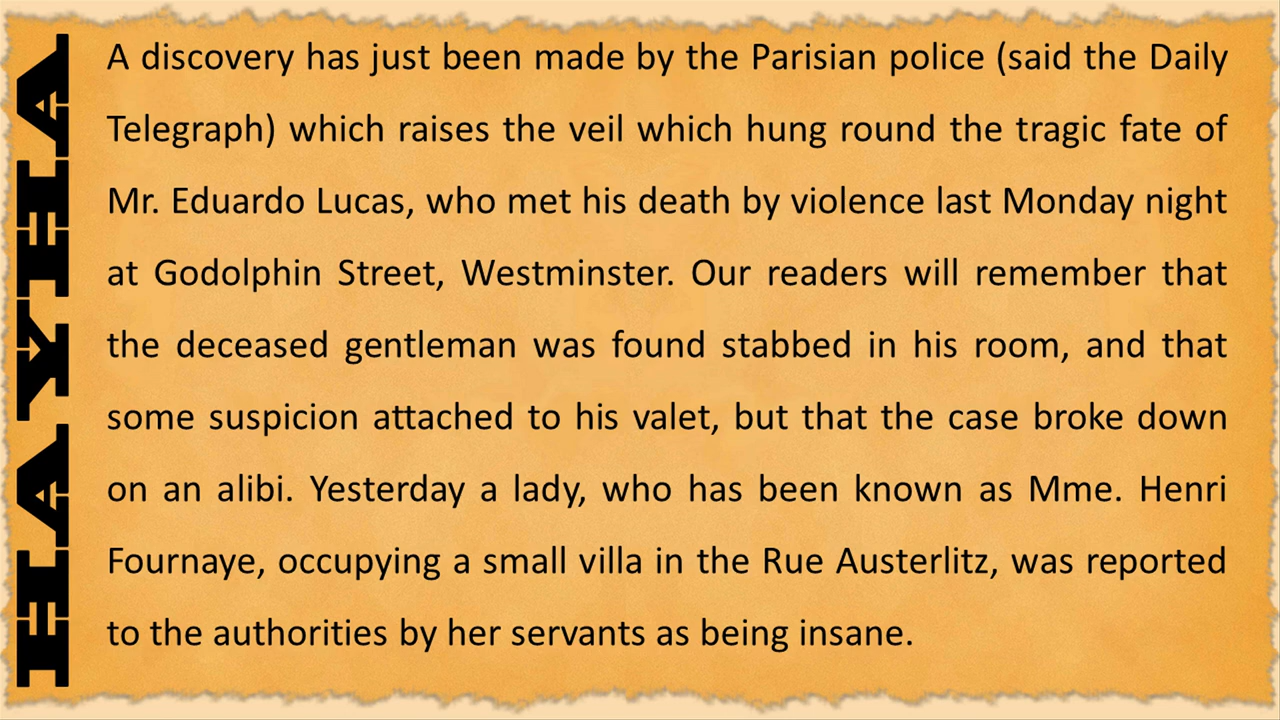 HAYHA
A discovery has just been made by the Parisian police (said the Daily
Telegraph) which raises the veil which hung round the tragic fate of
Mr. Eduardo Lucas, who met his death by violence last Monday night
at Godolphin Street, Westminster. Our readers will remember that
the deceased gentleman was found stabbed in his room, and that
some suspicion attached to his valet, but that the case broke down
on an alibi. Yesterday a lady, who has been known as Mme. Henri
Fournaye, occupying a small villa in the Rue Austerlitz, was reported
to the authorities by her servants as being insane.